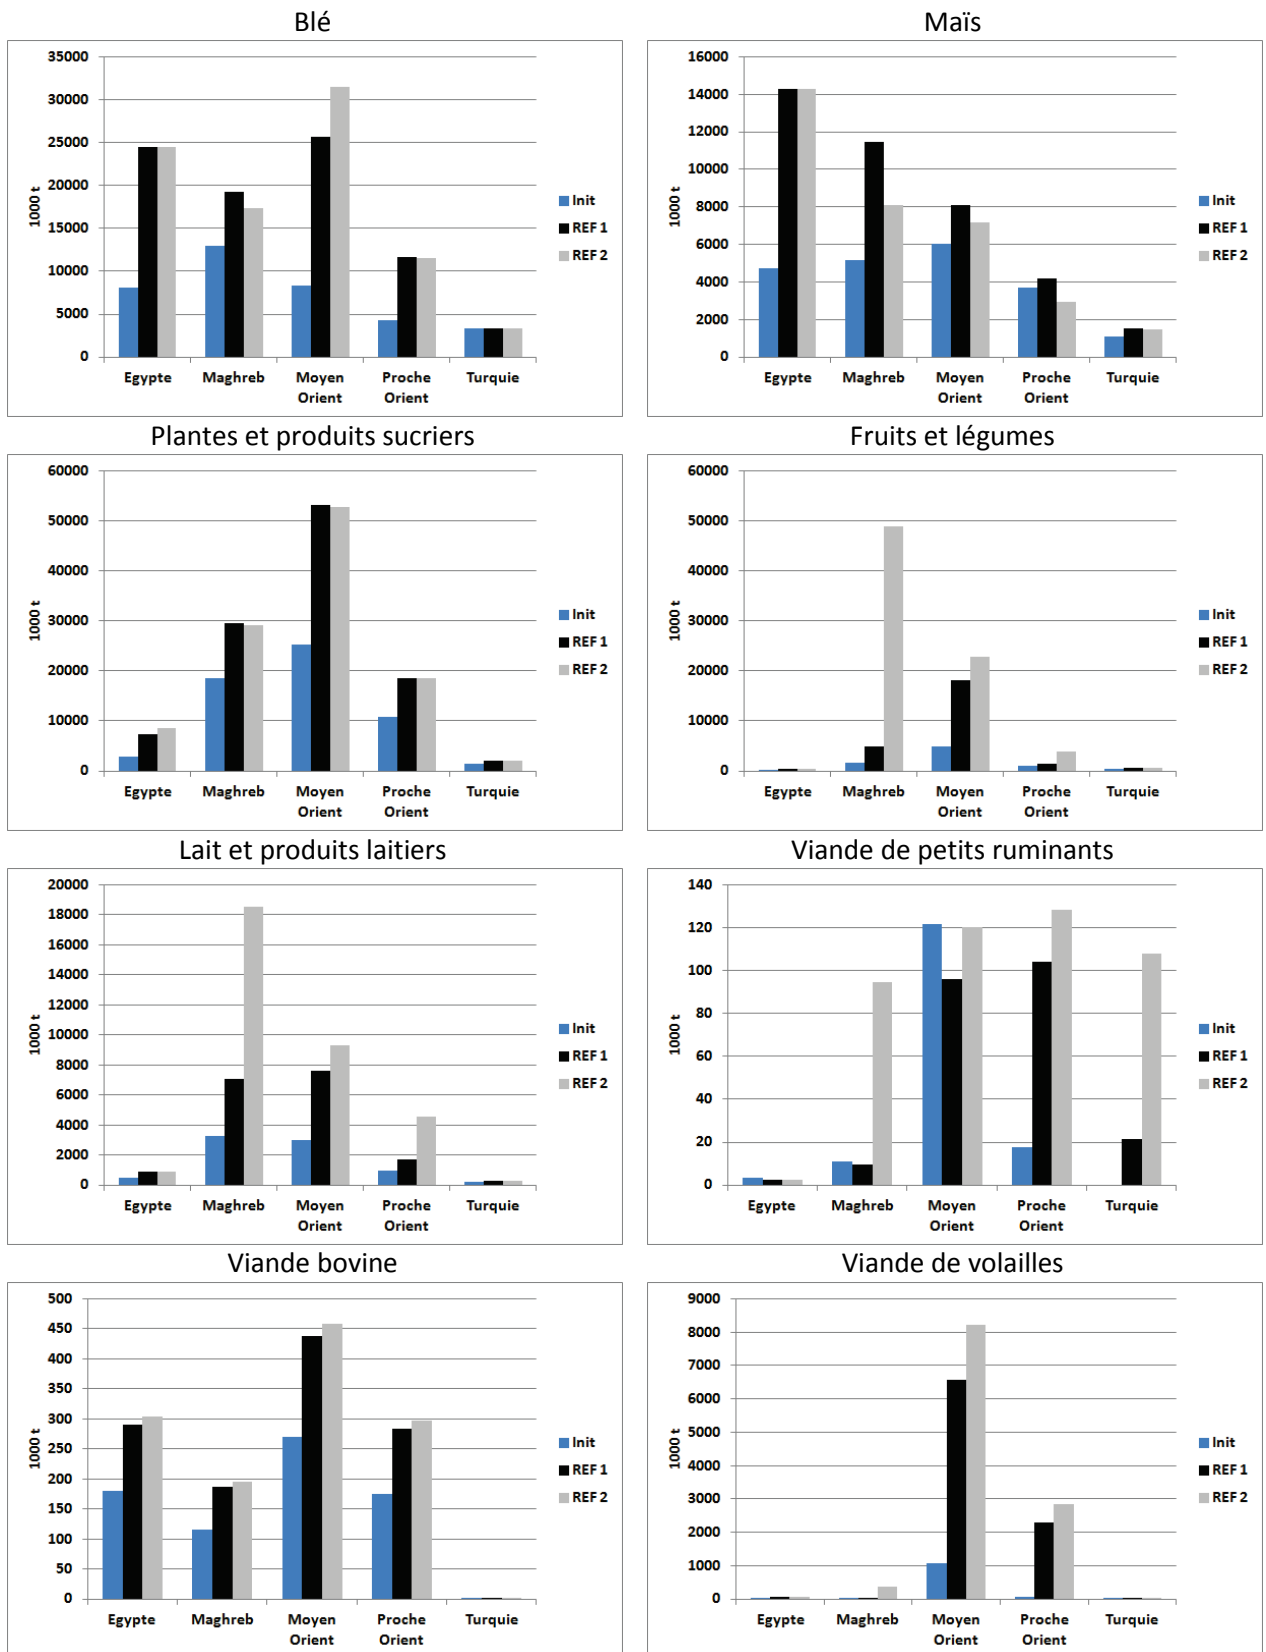 Blé
35000
30000
25000
20000
15000
10000
5000
0
1000 t
Egypte Maghreb Moyen Orient Proche Orient Turquie
Init
REF 1
REF 2
Maïs
16000
14000
12000
10000
8000
6000
4000
2000
0
1000 t
Egypte Maghreb Moyen Orient Proche Orient Turquie
Init
REF 1
REF 2
Plantes et produits sucriers
60000
50000
40000
30000
20000
10000
0
1000 t
Egypte Maghreb Moyen Orient Proche Orient Turquie
Init
REF 1
REF 2
Fruits et légumes
60000
50000
40000
30000
20000
10000
0
1000 t
Egypte Maghreb Moyen Orient Proche Orient Turquie
Init
REF 1
REF 2
Lait et produits laitiers
20000
18000
16000
14000
12000
10000
8000
6000
4000
2000
0
1000 t
Egypte Maghreb Moyen Orient Proche Orient Turquie
Init
REF 1
REF 2
Viande de petits ruminants
140
120
100
80
60
40
20
0
1000 t
Egypte Maghreb Moyen Orient Proche Orient Turquie
Init
REF 1
REF 2
Viande bovine
500
450
400
350
300
250
200
150
100
50
0
1000 t
Egypte Maghreb Moyen Orient Proche Orient Turquie
Init
REF 1
REF 2
Viande de volailles
9000
8000
7000
6000
5000
4000
3000
2000
1000
0
1000 t
Egypte Maghreb Moyen Orient Proche Orient Turquie
Init
REF 1
REF 2